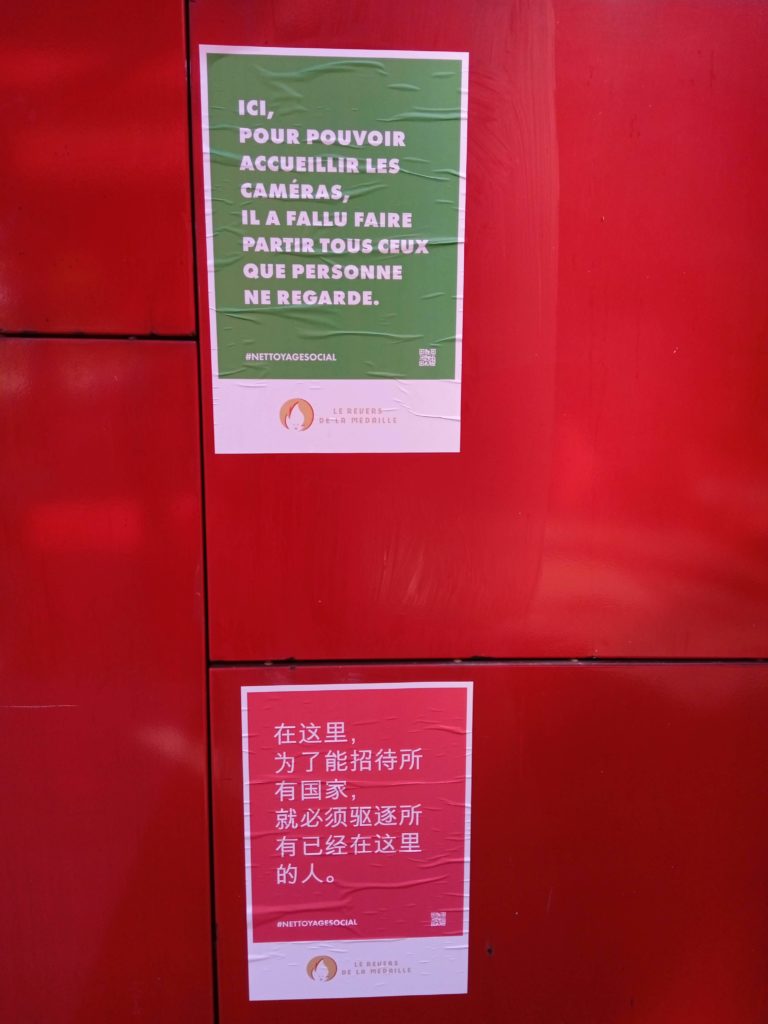 ICI,
POUR POUVOIR
ACCUEILLIR LES
CAMÉRAS,
IL A FALLU FAIRE
PARTIR TOUS CEUX
QUE PERSONNE
NE REGARDE.
#NETTOYAGESOCIAL
LE REVERS
DE LA MEDAILLE
在这里，
为了能招待所
有国家，
就必须驱逐所
有已经在这里
的人。
#NETTOYAGESOCIAL
LE REVERS
DE LA MEDAILLE